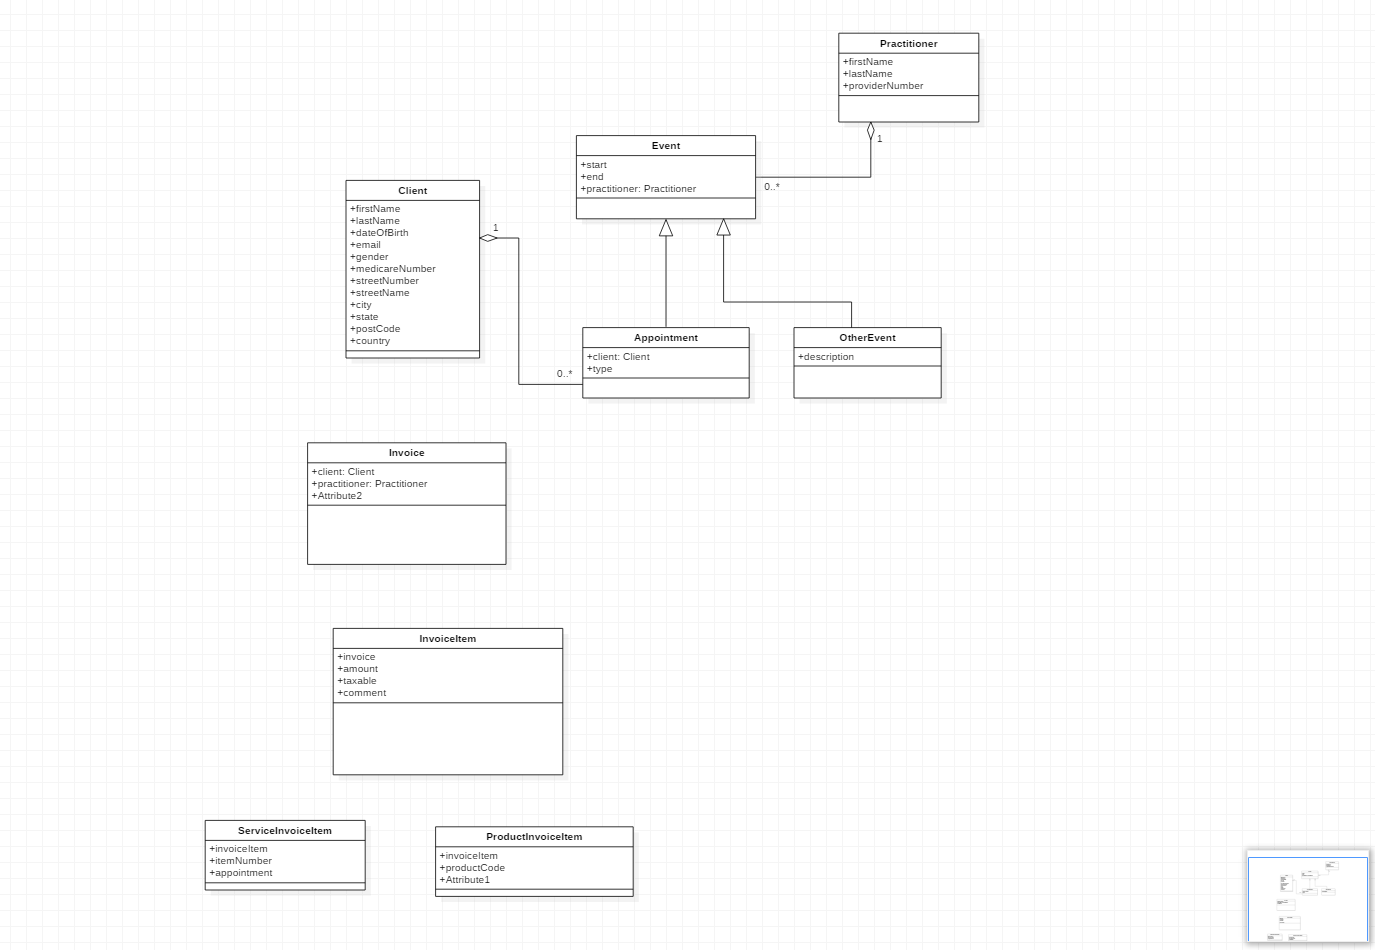 Practitioner
+firstName
+lastName
+providerNumber
1
Event
+start
+end
+practitioner: Practitioner
0..*
Client
+firstName
+lastName
+dateOfBirth
+email
+gender
+medicareNumber
+streetNumber
+streetName
+city
+state
+postCode
+country
1
0..*
Appointment
+client: Client
+type
OtherEvent
+description
Invoice
+client: Client
+practitioner: Practitioner
+Attribute2
InvoiceItem
+invoice
+amount
+taxable
+comment
ServiceInvoiceItem
+invoiceItem
+itemNumber
+appointment
ProductInvoiceItem
+invoiceItem
+productCode
+Attribute1